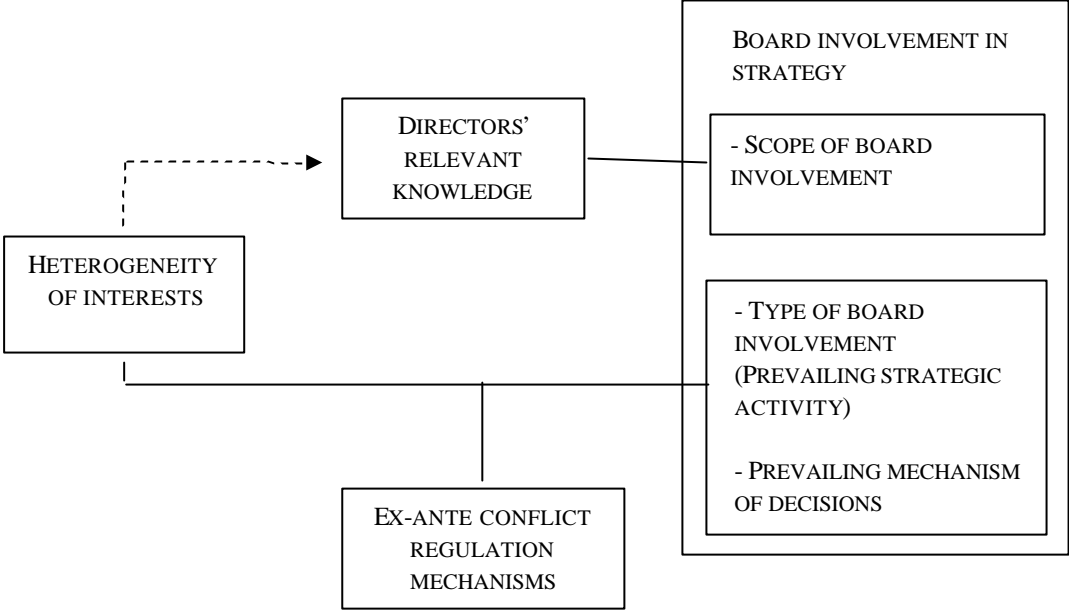 BOARD INVOLVEMENT IN
STRATEGY
DIRECTORS’
RELEVANT
KNOWLEDGE
- SCOPE OF BOARD
INVOLVEMENT
HETEROGENEITY
OF INTERESTS
- TYPE OF BOARD
INVOLVEMENT
(PREVAILING STRATEGIC
ACTIVITY)
- PREVAILING MECHANISM
OF DECISIONS
EX-ANTE CONFLICT
REGULATION
MECHANISMS